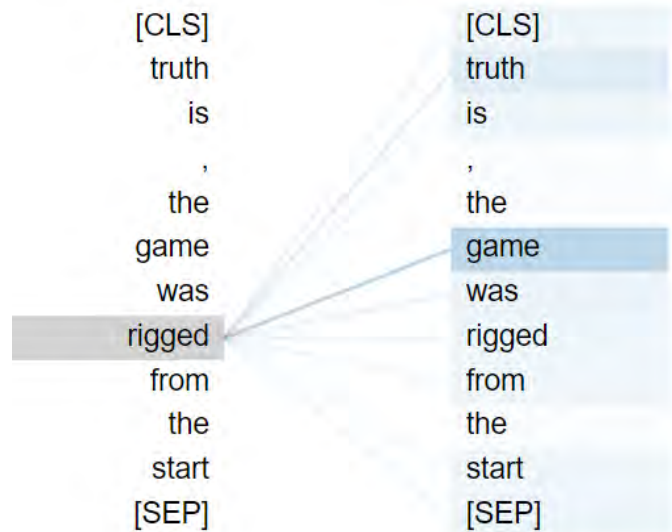 [CLS] [CLS]
truth truth
is is
, ,
the the
game game
was was
rigged rigged
from from
the the
start start
[SEP] [SEP]